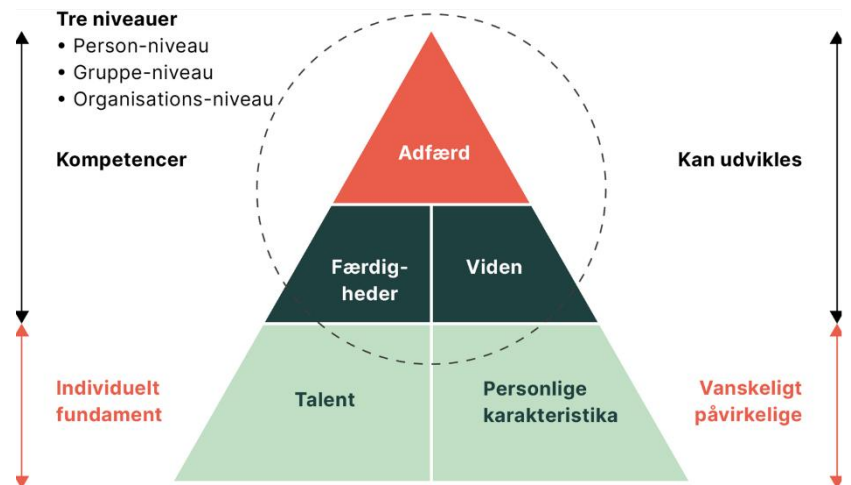 Tre niveauer
• Person-niveau
• Gruppe-niveau
• Organisations-niveau
Kompetencer
Adfærd
Kan udvikles
Færdig-
heder
Viden
Individuelt
fundament
Talent
Personlige
karakteristika
Vanskeligt
påvirkelige